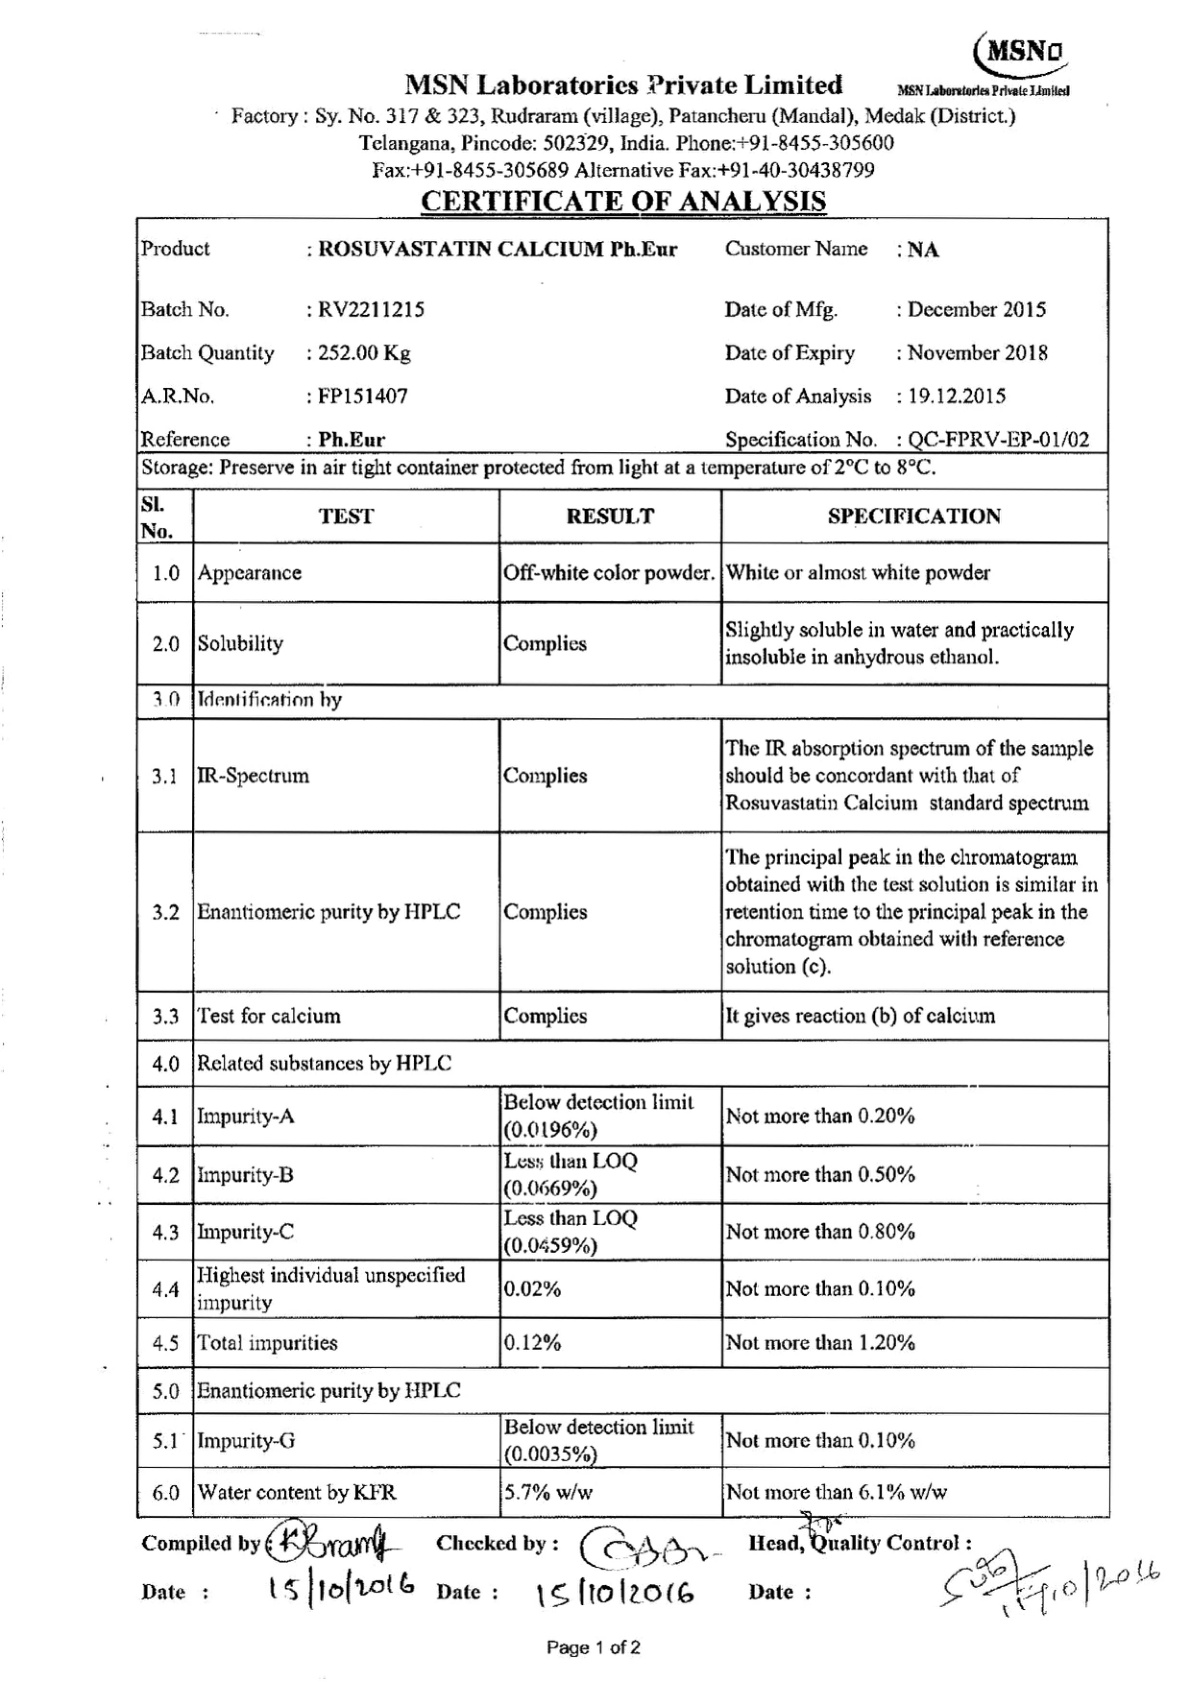 MSN
MSN Laboratories Private Limited
MSN Laboratories Private Limited
Factory : Sy. No. 317 & 323, Rudraram (village), Patancheru (Mandal), Medak (District.)
Telangana, Pincode: 502329, India. Phone:+91-8455-305600
Fax:+91-8455-305689 Alternative Fax:+91-40-30438799
CERTIFICATE OF ANALYSIS
Product : ROSUVASTATIN CALCIUM Ph.Eur Customer Name : NA
Batch No. : RV2211215 Date of Mfg. : December 2015
Batch Quantity : 252.00 Kg Date of Expiry : November 2018
A.R.No. : FP151407 Date of Analysis : 19.12.2015
Reference : Ph.Eur Specification No. : QC-FPRV-EP-01/02
Storage: Preserve in air tight container protected from light at a temperature of 2°C to 8°C.
Sl.
No. TEST RESULT SPECIFICATION
1.0 Appearance Off-white color powder. White or almost white powder
2.0 Solubility Complies Slightly soluble in water and practically
insoluble in anhydrous ethanol.
3.0 Identification by
3.1 IR-Spectrum Complies The IR absorption spectrum of the sample
should be concordant with that of
Rosuvastatin Calcium standard spectrum
3.2 Enantiomeric purity by HPLC Complies The principal peak in the chromatogram
obtained with the test solution is similar in
retention time to the principal peak in the
chromatogram obtained with reference
solution (c).
3.3 Test for calcium Complies It gives reaction (b) of calcium
4.0 Related substances by HPLC
4.1 Impurity-A Below detection limit
(0.0196%) Not more than 0.20%
4.2 Impurity-B Less than LOQ
(0.0669%) Not more than 0.50%
4.3 Impurity-C Less than LOQ
(0.0459%) Not more than 0.80%
4.4 Highest individual unspecified
impurity 0.02% Not more than 0.10%
4.5 Total impurities 0.12% Not more than 1.20%
5.0 Enantiomeric purity by HPLC
5.1 Impurity-G Below detection limit
(0.0035%) Not more than 0.10%
6.0 Water content by KFR 5.7% w/w Not more than 6.1% w/w
Compiled by : Checked by : Head, Quality Control :
Date : 15/10/2016 Date : 15/10/2016 Date :
Page 1 of 2